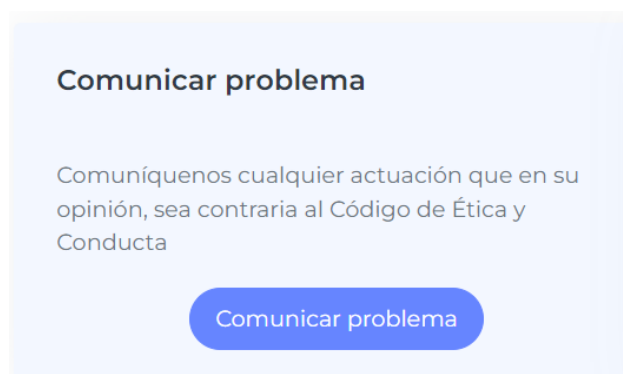 Comunicar problema
Comuníquenos cualquier actuación que en su
opinión, sea contraria al Código de Ética y
Conducta
Comunicar problema